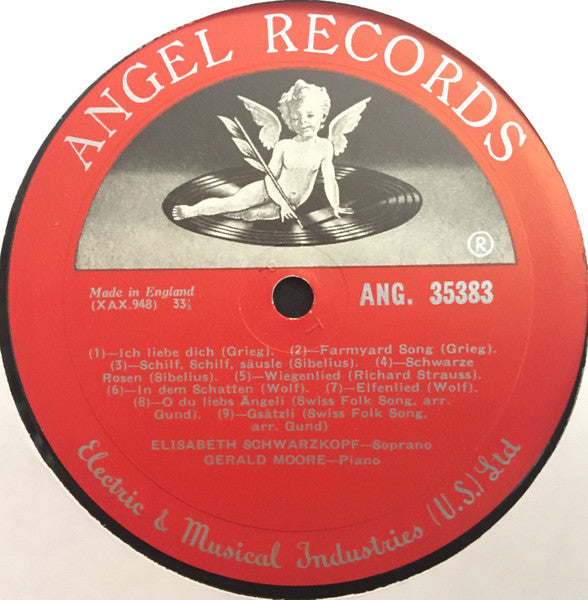 ANGEL RECORDS
®
Made in England
(XAX.948) 33⅓
ANG. 35383
(1)—Ich liebe dich (Grieg). (2)—Farmyard Song (Grieg).
(3)—Schilf, Schilf, säusle (Sibelius). (4)—Schwarze
Rosen (Sibelius). (5)—Wiegenlied (Richard Strauss).
(6)—In dem Schatten (Wolf). (7)—Elfenlied (Wolf).
(8)—O du liebs Ängeli (Swiss Folk Song, arr.
Gund). (9)—Gsätzli (Swiss Folk Song,
arr. Gund)
ELISABETH SCHWARZKOPF—Soprano
GERALD MOORE—Piano
Electric & Musical Industries (U.S.) Ltd